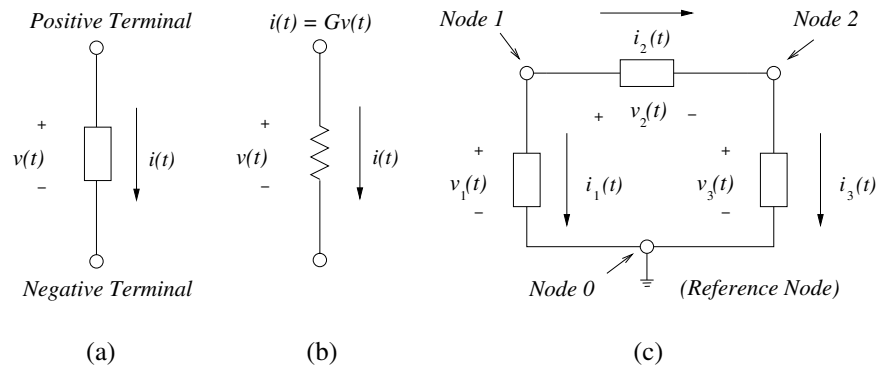 Positive Terminal
+
v(t)
−
i(t)
Negative Terminal
(a)
i(t) = Gv(t)
+
v(t)
−
i(t)
(b)
Node 1
Node 2
i₂(t)
+ v₂(t) −
+
v₁(t)
−
i₁(t)
+
v₃(t)
−
i₃(t)
Node 0
(Reference Node)
(c)